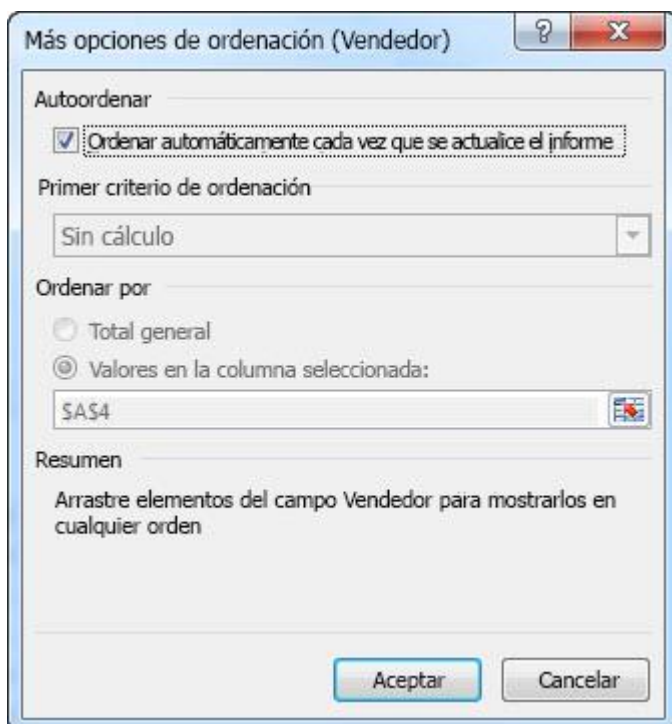 Más opciones de ordenación (Vendedor)
Autoordenar
Ordenar automáticamente cada vez que se actualice el informe
Primer criterio de ordenación
Sin cálculo
Ordenar por
Total general
Valores en la columna seleccionada:
$A$4
Resumen
Arrastre elementos del campo Vendedor para mostrarlos en
cualquier orden
Aceptar
Cancelar